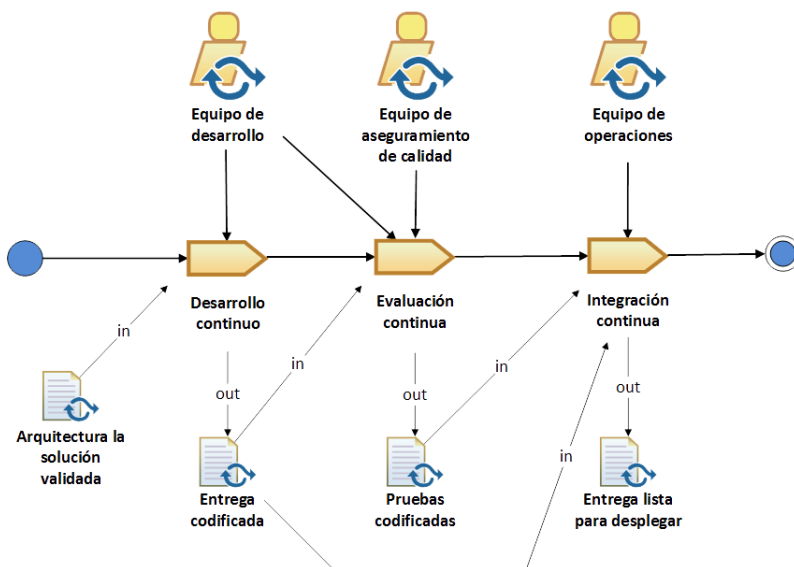 Equipo de
desarrollo
Equipo de
aseguramiento
de calidad
Equipo de
operaciones
Desarrollo
continuo
Evaluación
continua
Integración
continua
in
in
in
out
out
out
in
Arquitectura la
solución
validada
Entrega
codificada
Pruebas
codificadas
Entrega lista
para desplegar